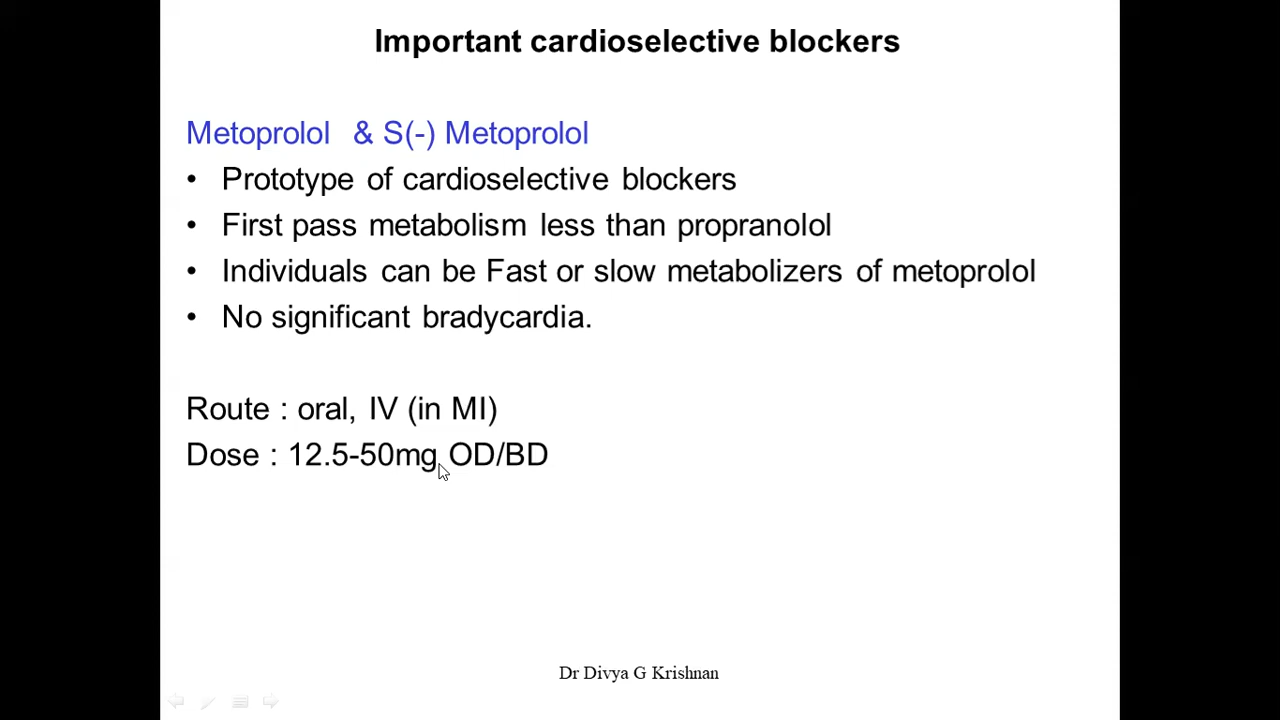 Important cardioselective blockers
Metoprolol & S(-) Metoprolol
• Prototype of cardioselective blockers
• First pass metabolism less than propranolol
• Individuals can be Fast or slow metabolizers of metoprolol
• No significant bradycardia.
Route : oral, IV (in MI)
Dose : 12.5-50mg OD/BD
Dr Divya G Krishnan